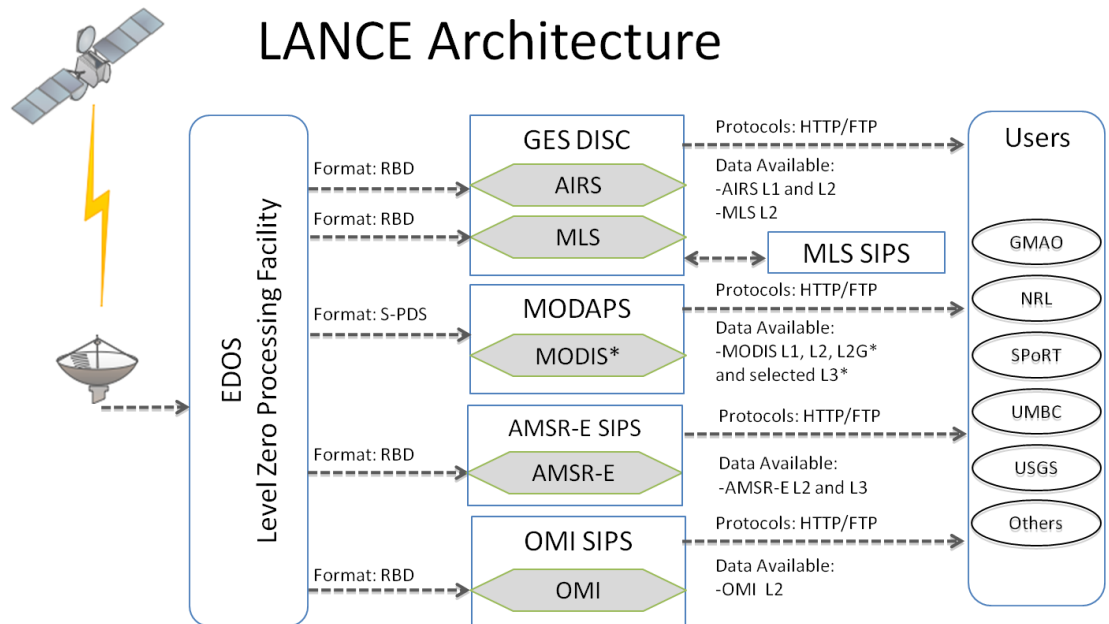 LANCE Architecture
EDOS
Level Zero Processing Facility
Format: RBD
Format: RBD
Format: S-PDS
Format: RBD
Format: RBD
GES DISC
AIRS
MLS
MLS SIPS
MODAPS
MODIS*
AMSR-E SIPS
AMSR-E
OMI SIPS
OMI
Protocols: HTTP/FTP
Data Available:
-AIRS L1 and L2
-MLS L2
Protocols: HTTP/FTP
Data Available:
-MODIS L1, L2, L2G*
and selected L3*
Protocols: HTTP/FTP
Data Available:
-AMSR-E L2 and L3
Protocols: HTTP/FTP
Data Available:
-OMI L2
Users
GMAO
NRL
SPoRT
UMBC
USGS
Others